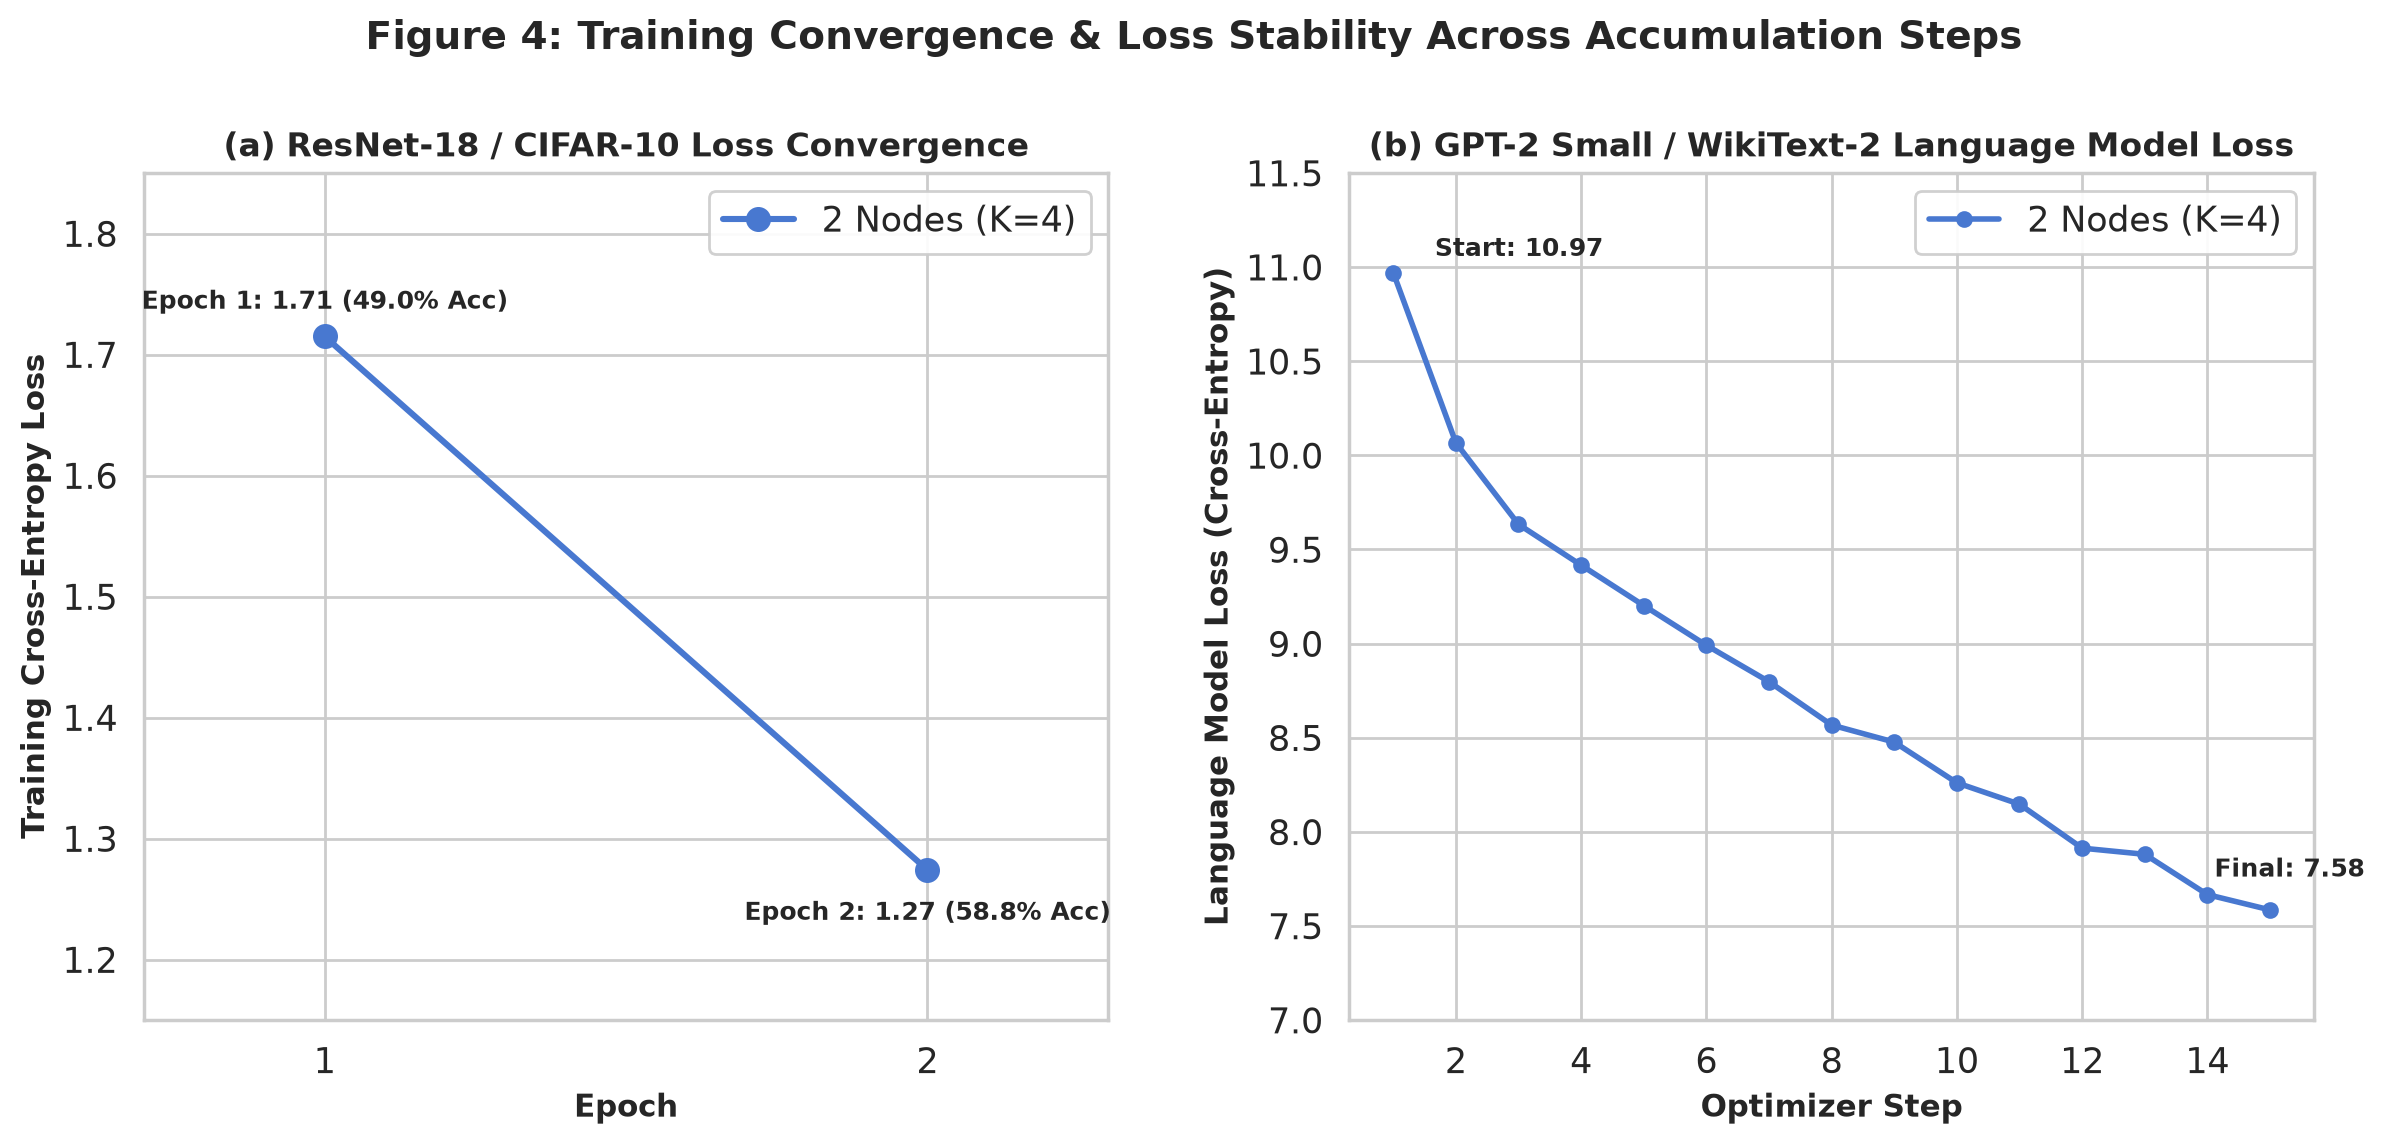 Figure 4: Training Convergence & Loss Stability Across Accumulation Steps
(a) ResNet-18 / CIFAR-10 Loss Convergence
Training Cross-Entropy Loss
1.8
1.7
1.6
1.5
1.4
1.3
1.2
2 Nodes (K=4)
Epoch 1: 1.71 (49.0% Acc)
Epoch 2: 1.27 (58.8% Acc)
1
2
Epoch
(b) GPT-2 Small / WikiText-2 Language Model Loss
Language Model Loss (Cross-Entropy)
11.5
11.0
10.5
10.0
9.5
9.0
8.5
8.0
7.5
7.0
2 Nodes (K=4)
Start: 10.97
Final: 7.58
2
4
6
8
10
12
14
Optimizer Step